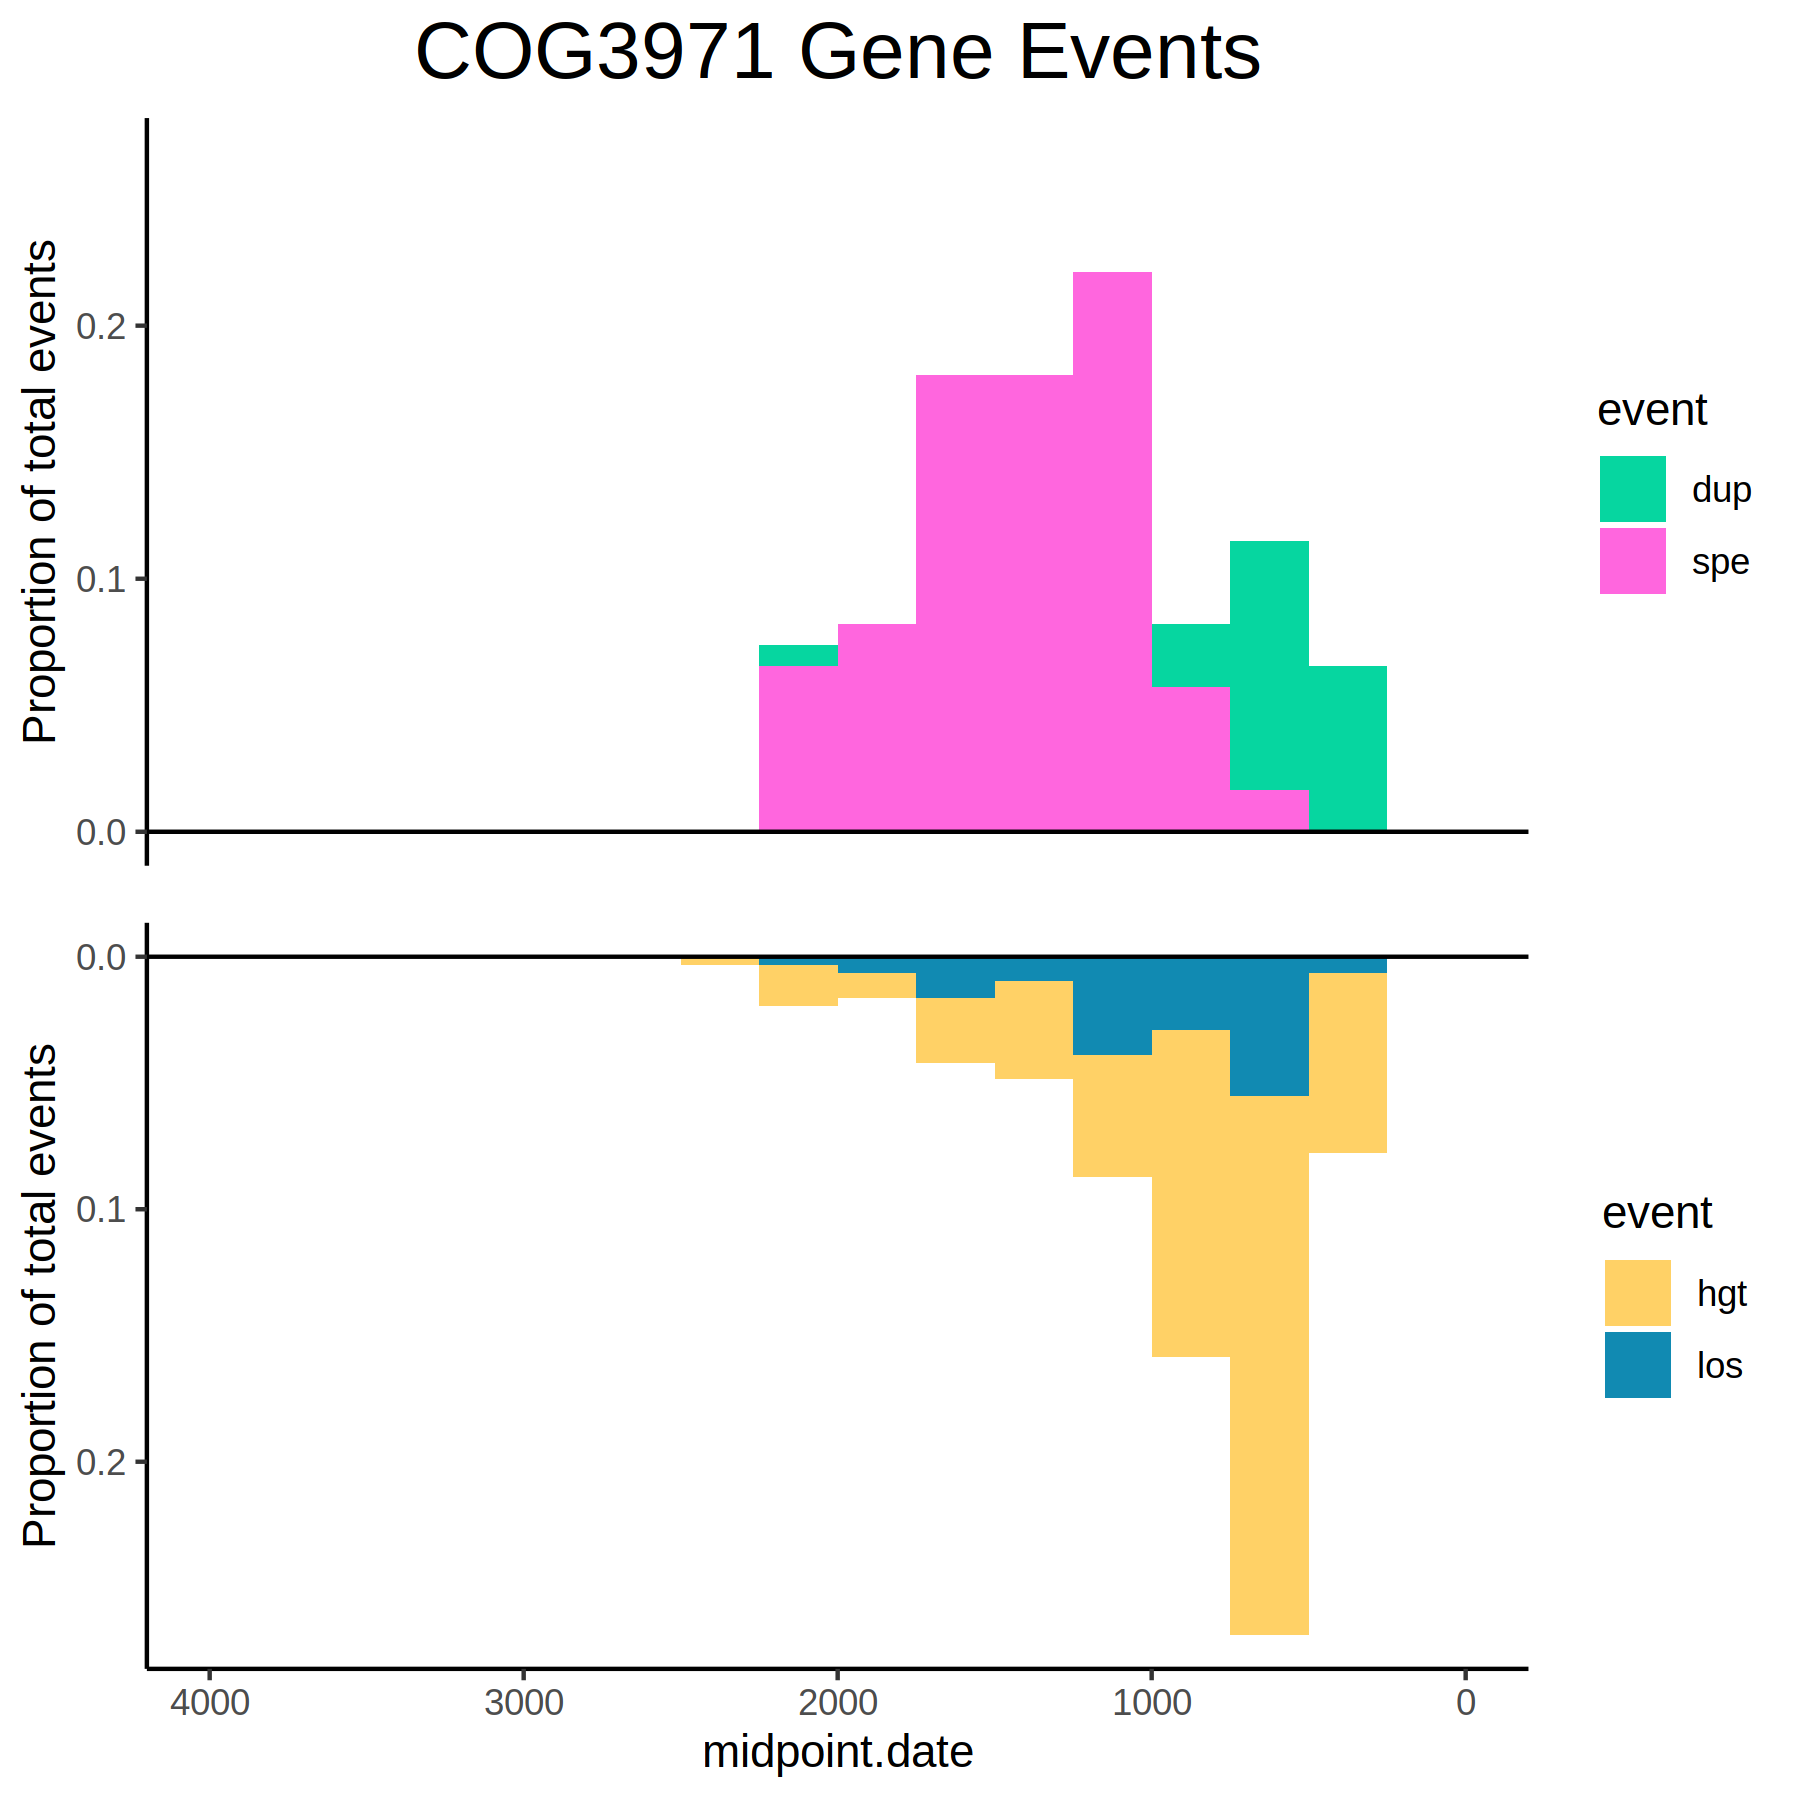 COG3971 Gene Events
Proportion of total events
0.2
0.1
0.0
event
dup
spe
Proportion of total events
0.0
0.1
0.2
event
hgt
los
4000 3000 2000 1000 0
midpoint.date